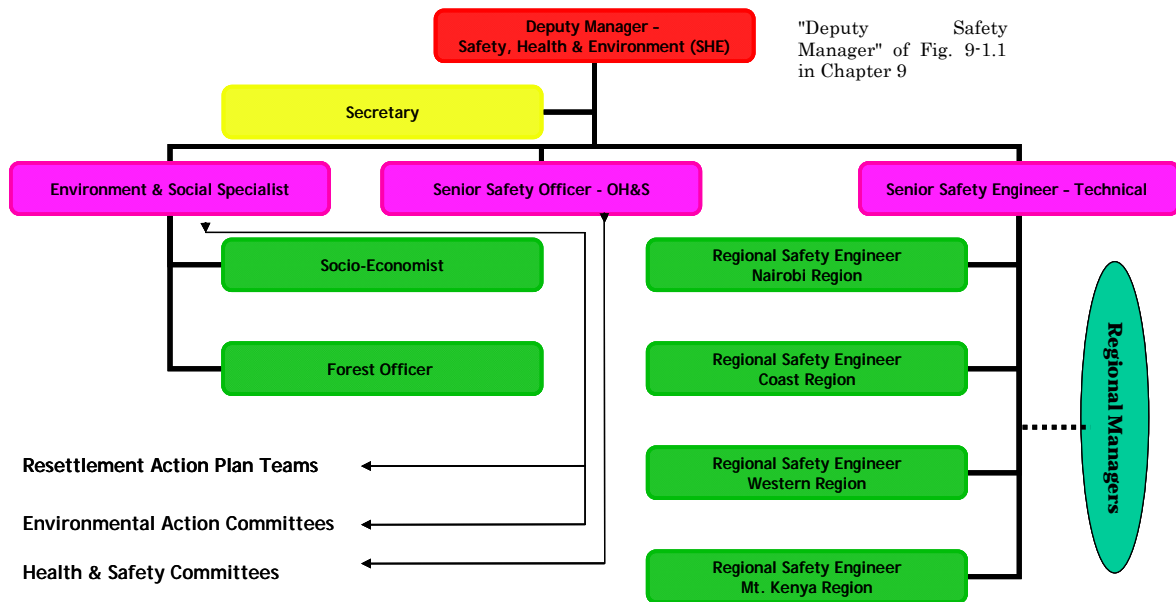 Deputy Manager –
Safety, Health & Environment (SHE)
"Deputy Safety
Manager" of Fig. 9-1.1
in Chapter 9
Secretary
Environment & Social Specialist
Senior Safety Officer - OH&S
Senior Safety Engineer – Technical
Socio-Economist
Regional Safety Engineer
Nairobi Region
Forest Officer
Regional Safety Engineer
Coast Region
Regional Managers
Resettlement Action Plan Teams
Regional Safety Engineer
Western Region
Environmental Action Committees
Health & Safety Committees
Regional Safety Engineer
Mt. Kenya Region